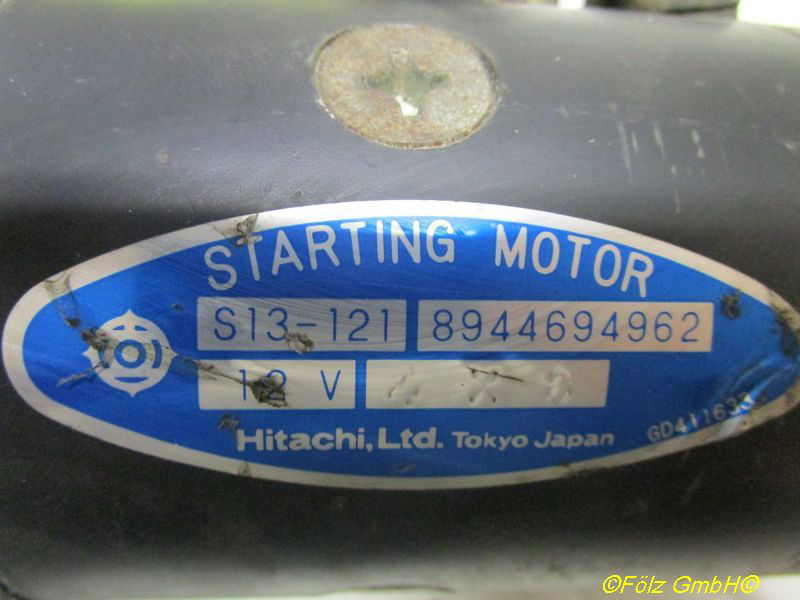 STARTING MOTOR
S13-121 8944694962
12 V
Hitachi, Ltd. Tokyo Japan
©Fölz GmbH©